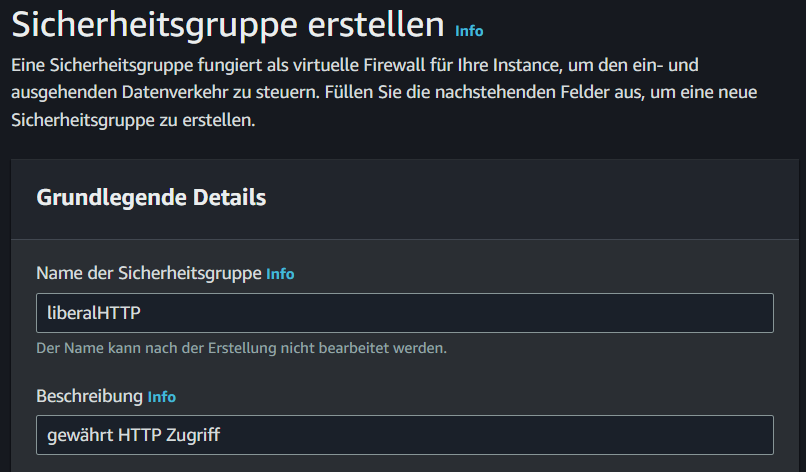 Sicherheitsgruppe erstellen Info
Eine Sicherheitsgruppe fungiert als virtuelle Firewall für Ihre Instance, um den ein- und
ausgehenden Datenverkehr zu steuern. Füllen Sie die nachstehenden Felder aus, um eine neue
Sicherheitsgruppe zu erstellen.
Grundlegende Details
Name der Sicherheitsgruppe Info
liberalHTTP
Der Name kann nach der Erstellung nicht bearbeitet werden.
Beschreibung Info
gewährt HTTP Zugriff